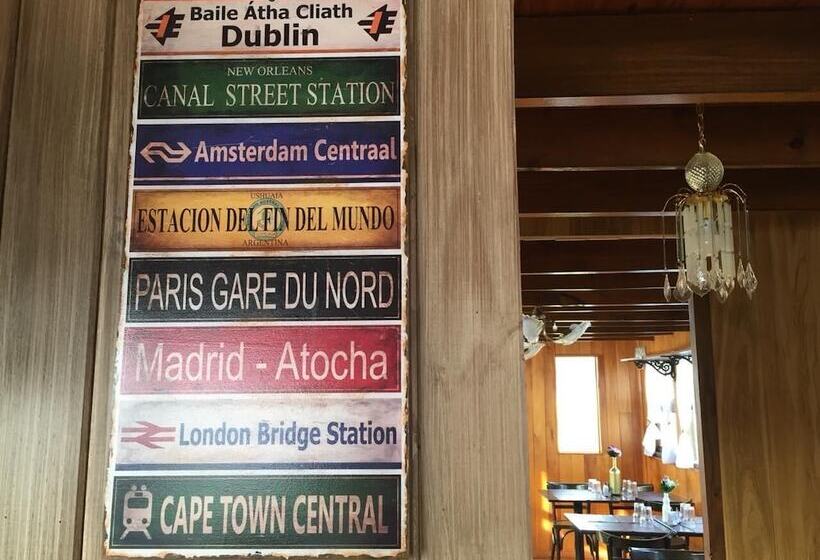 Baile Átha Cliath
Dublin
NEW ORLEANS
CANAL STREET STATION
Amsterdam Centraal
USHUAIA
ESTACION DEL FIN DEL MUNDO
ARGENTINA
PARIS GARE DU NORD
Madrid - Atocha
London Bridge Station
CAPE TOWN CENTRAL